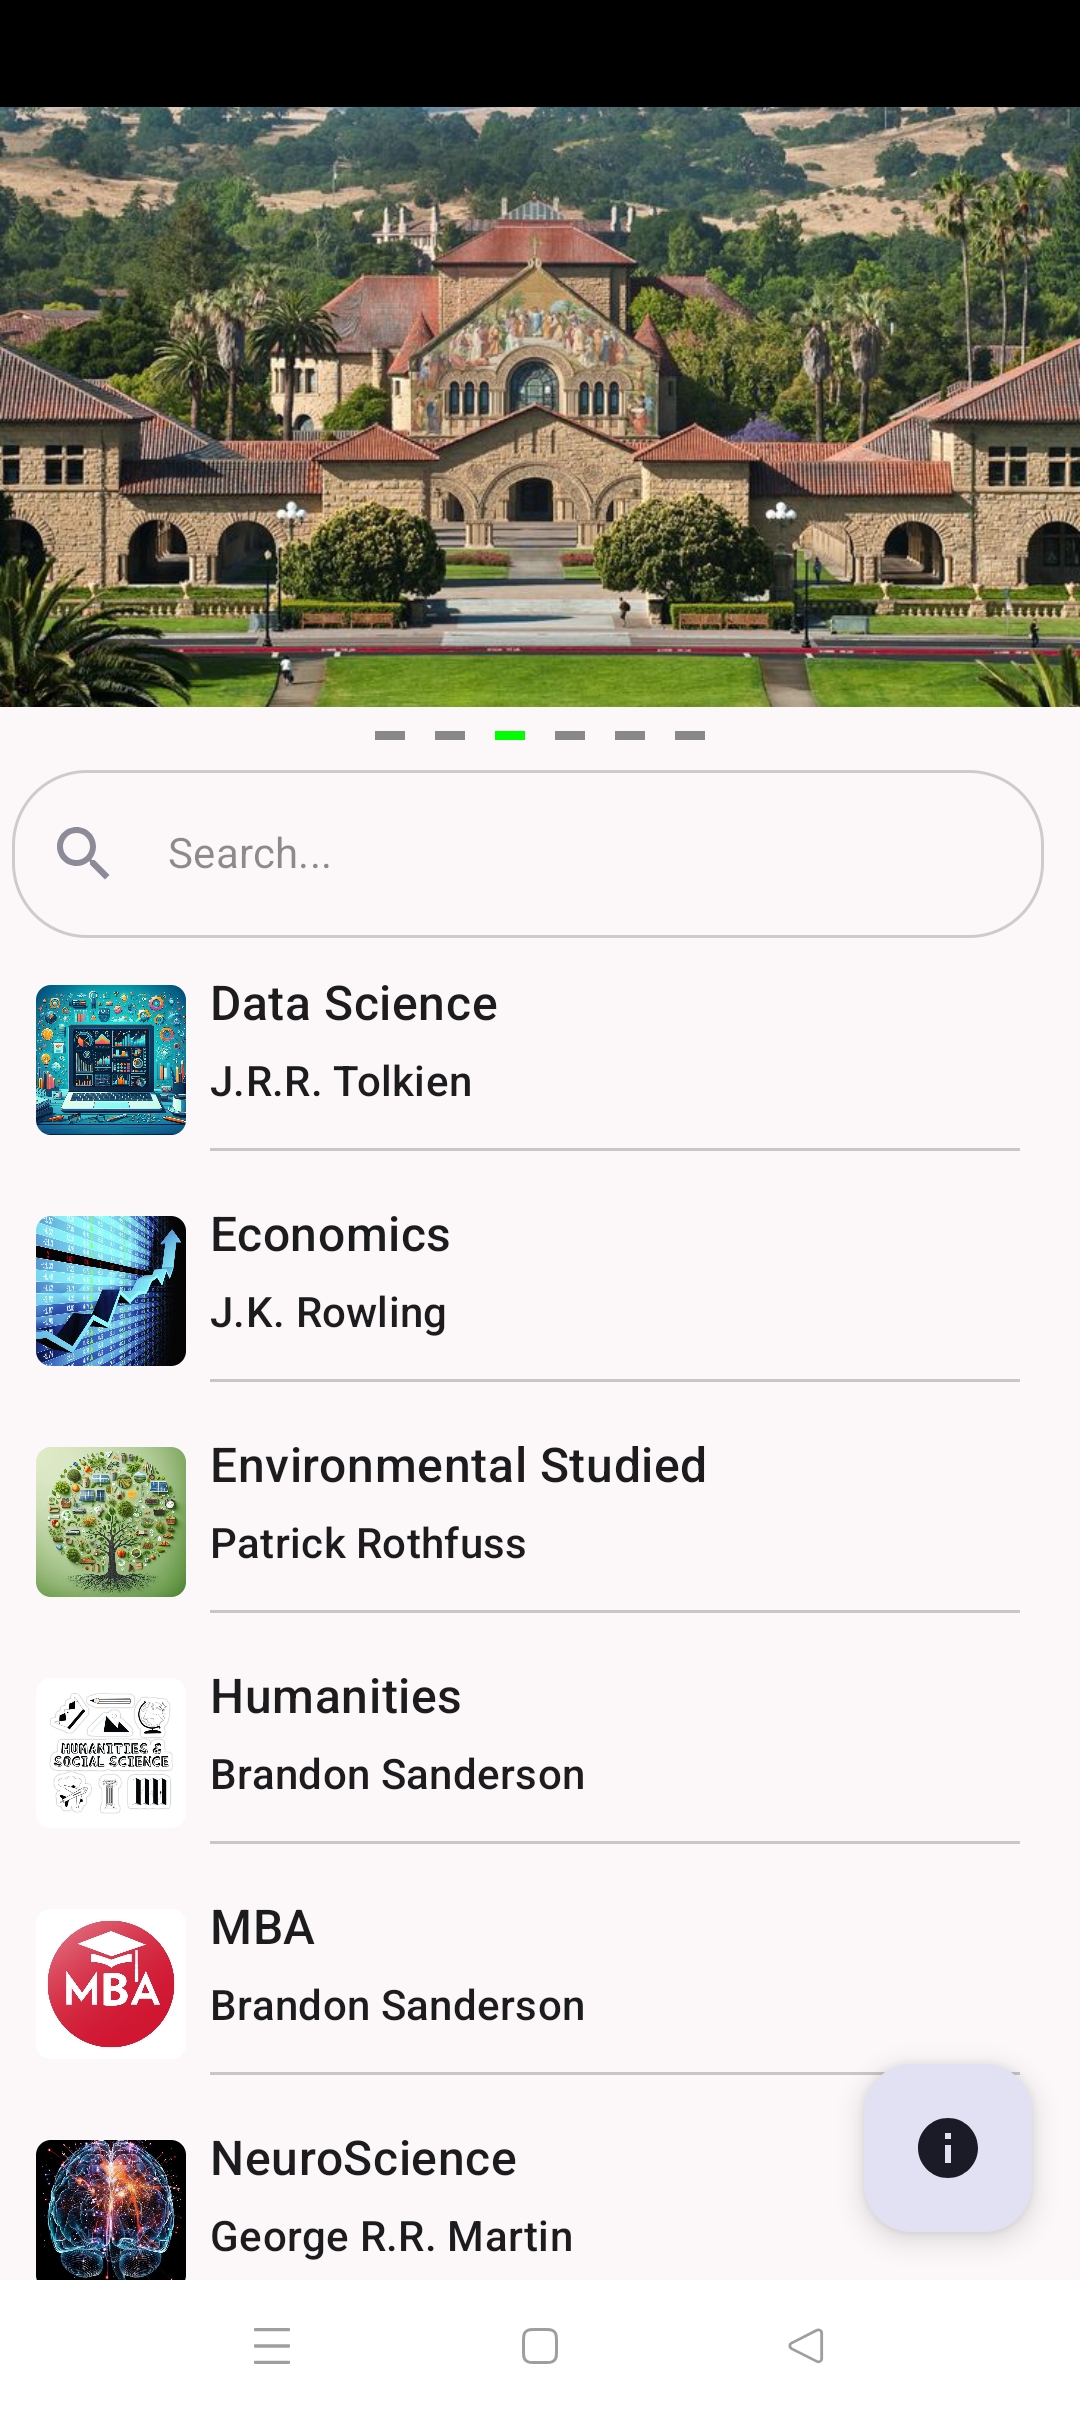 Search...
Data Science
J.R.R. Tolkien
Economics
J.K. Rowling
Environmental Studied
Patrick Rothfuss
Humanities
Brandon Sanderson
HUMANITIES &
SOCIAL SCIENCE
MBA
Brandon Sanderson
MBA
NeuroScience
George R.R. Martin